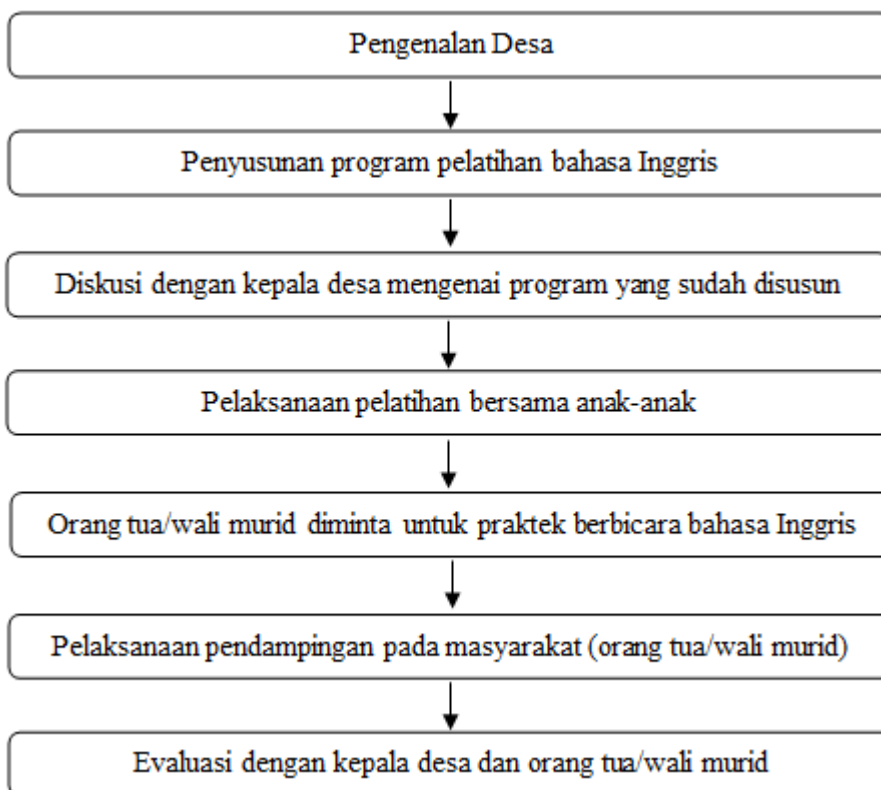 Pengenalan Desa
Penyusunan program pelatihan bahasa Inggris
Diskusi dengan kepala desa mengenai program yang sudah disusun
Pelaksanaan pelatihan bersama anak-anak
Orang tua/wali murid diminta untuk praktek berbicara bahasa Inggris
Pelaksanaan pendampingan pada masyarakat (orang tua/wali murid)
Evaluasi dengan kepala desa dan orang tua/wali murid